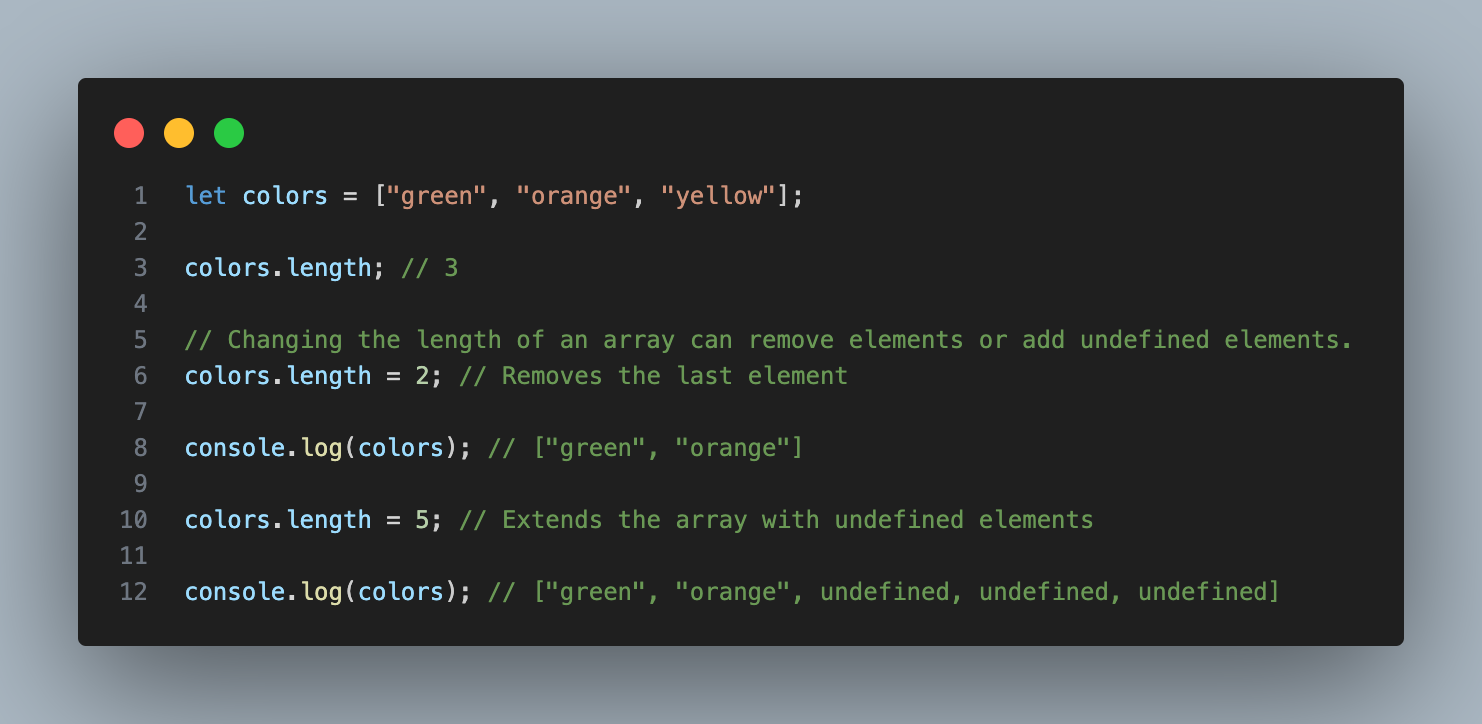 1 let colors = ["green", "orange", "yellow"];
2
3 colors.length; // 3
4
5 // Changing the length of an array can remove elements or add undefined elements.
6 colors.length = 2; // Removes the last element
7
8 console.log(colors); // ["green", "orange"]
9
10 colors.length = 5; // Extends the array with undefined elements
11
12 console.log(colors); // ["green", "orange", undefined, undefined, undefined]